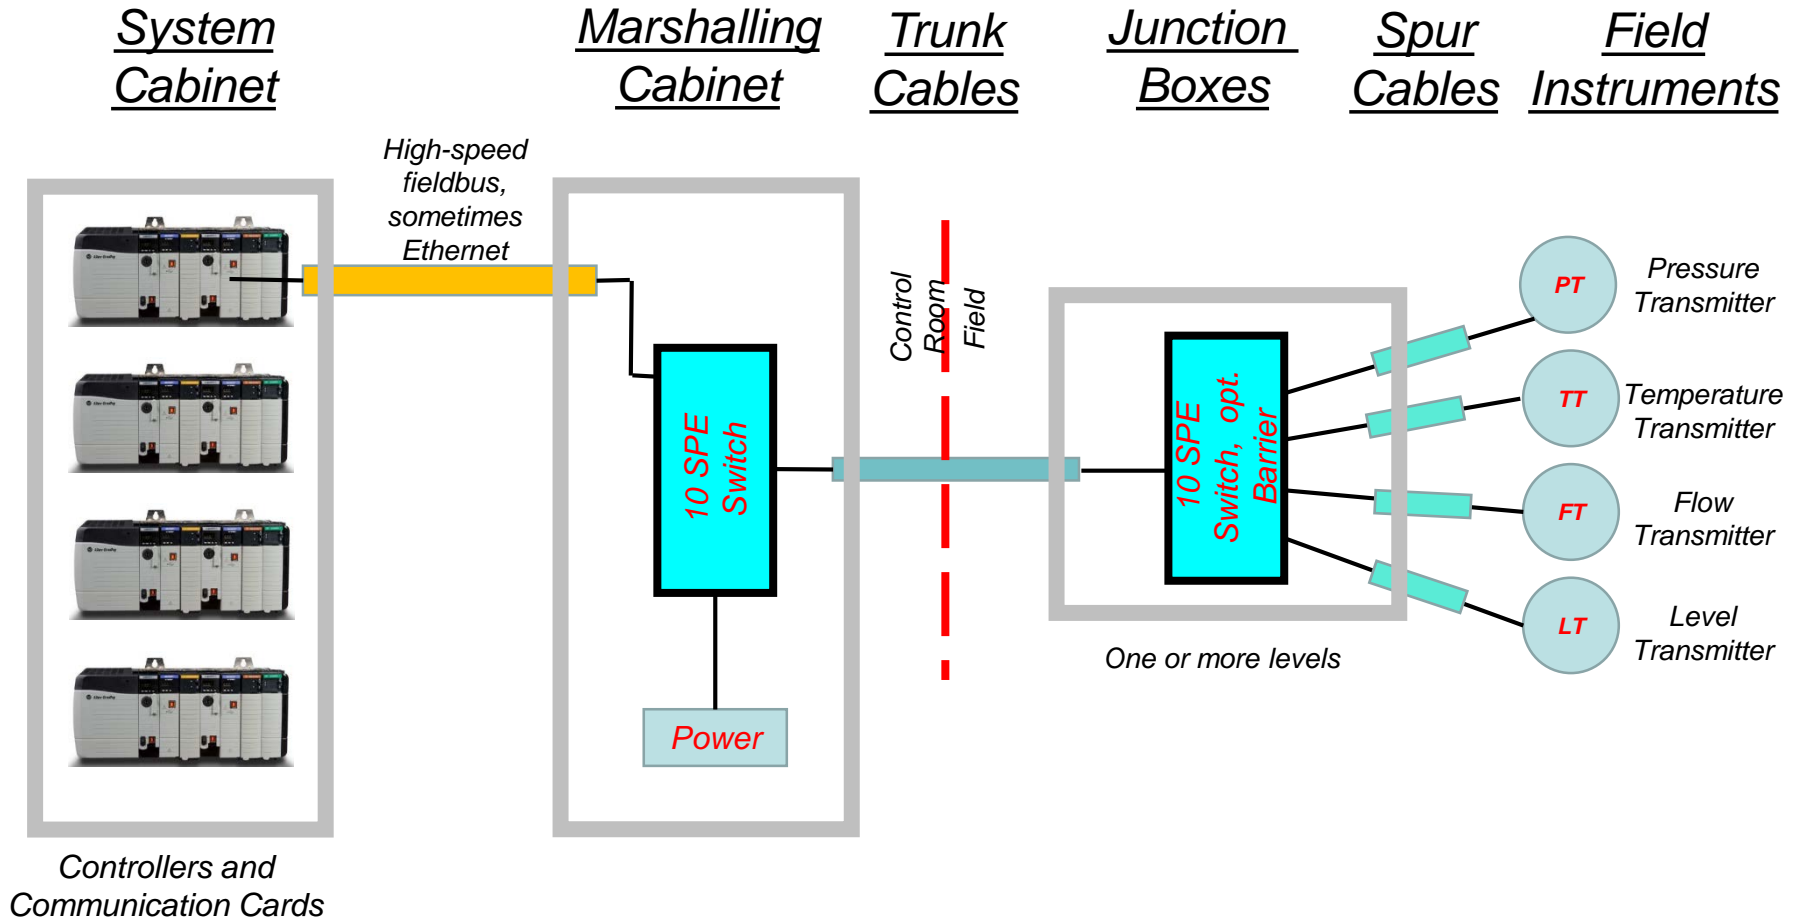 System
Cabinet
Marshalling
Cabinet
Trunk
Cables
Junction
Boxes
Spur
Cables
Field
Instruments
High-speed
fieldbus,
sometimes
Ethernet
Control
Room
Field
10 SPE
Switch
Power
10 SPE
Switch, opt.
Barrier
One or more levels
PT
Pressure
Transmitter
TT
Temperature
Transmitter
FT
Flow
Transmitter
LT
Level
Transmitter
Controllers and
Communication Cards